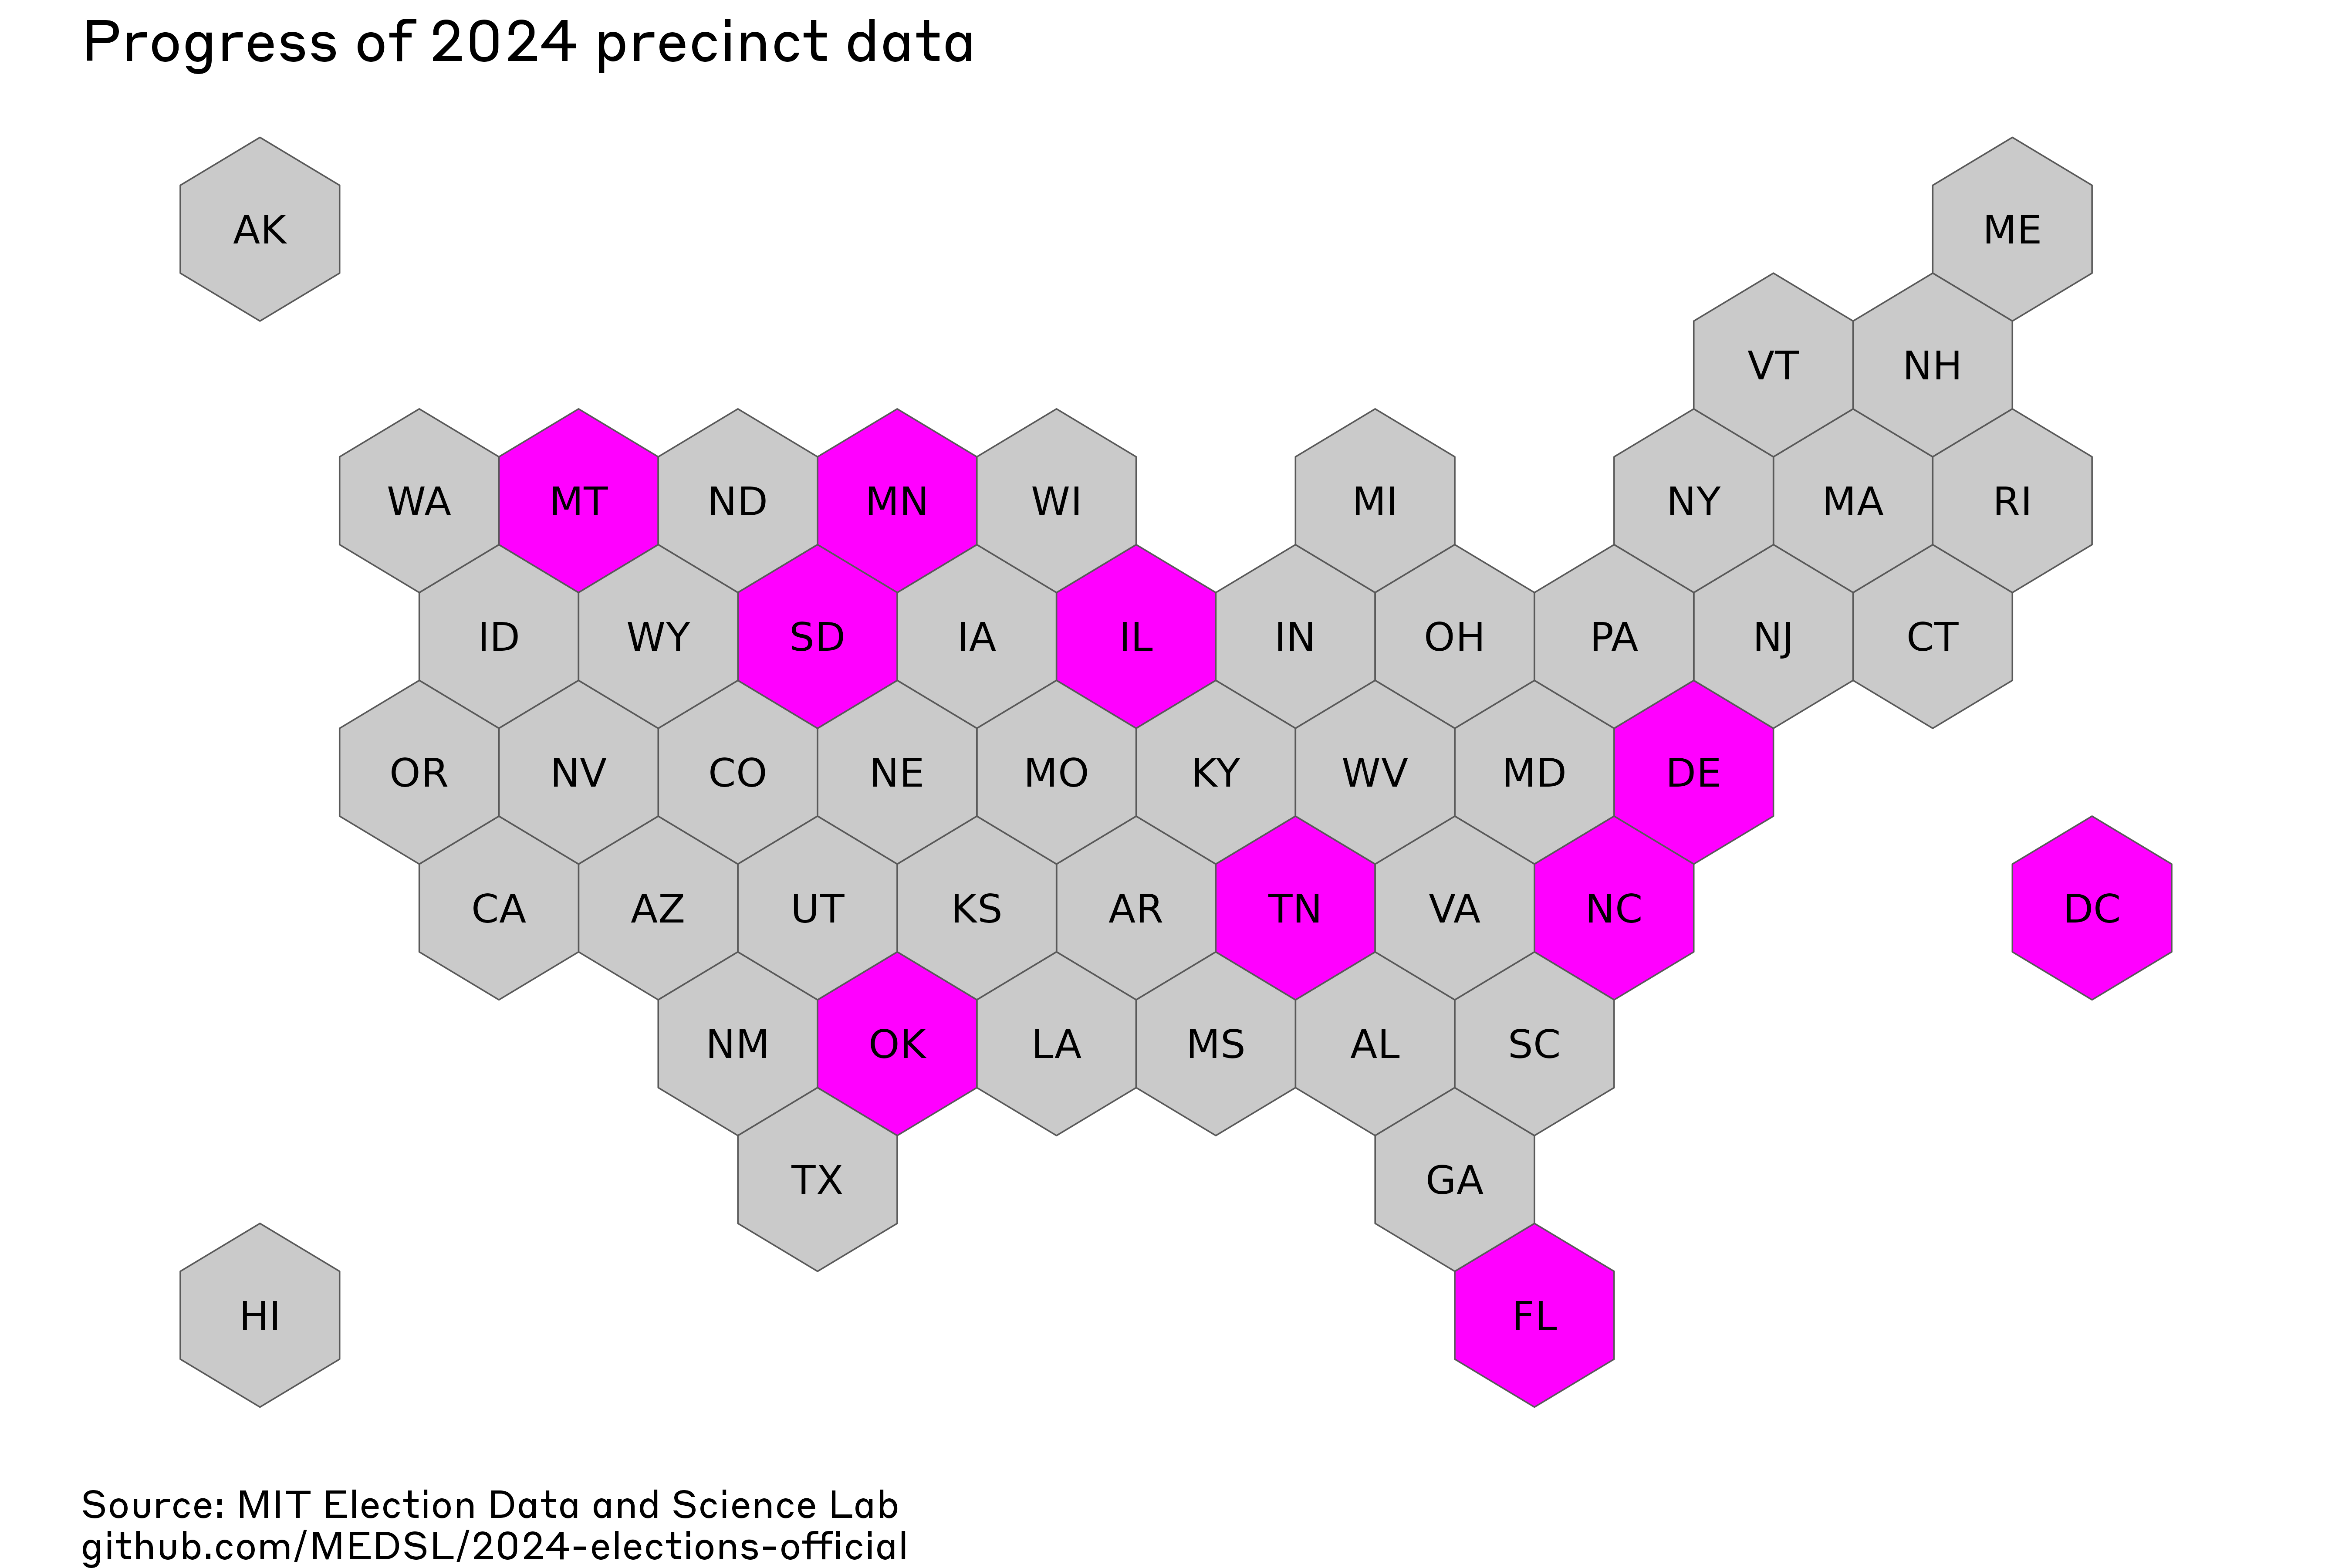 Progress of 2024 precinct data
AK
ME
VT NH
WA MT ND MN WI MI NY MA RI
ID WY SD IA IL IN OH PA NJ CT
OR NV CO NE MO KY WV MD DE
CA AZ UT KS AR TN VA NC DC
NM OK LA MS AL SC
TX GA
HI FL
Source: MIT Election Data and Science Lab
github.com/MEDSL/2024-elections-official